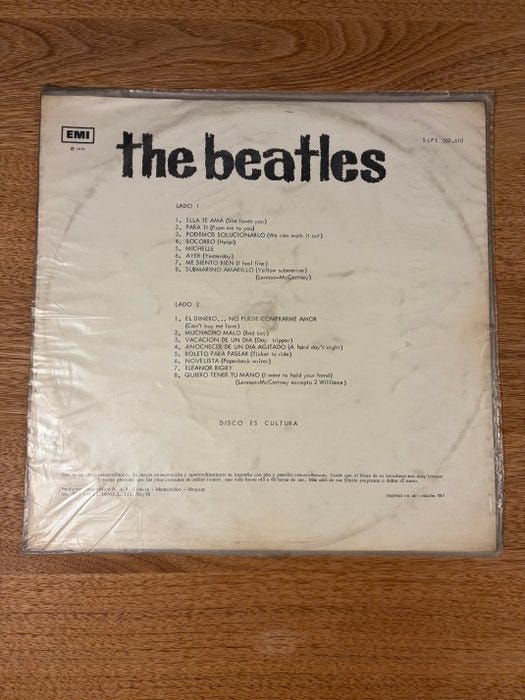 EMI
the beatles
SLPE 500.610
LADO 1
1. ELLA TE AMA (She loves you)
2. PARA TI (From me to you)
3. PODEMOS SOLUCIONARLO (We can work it out)
4. SOCORRO (Help!)
5. MICHELLE
6. AYER (Yesterday)
7. ME SIENTO BIEN (I feel fine)
8. SUBMARINO AMARILLO (Yellow submarine)
(Lennon-McCartney)
LADO 2
1. EL DINERO... NO PUEDE COMPRARME AMOR
(Can't buy me love)
2. MUCHACHO MALO (Bad boy)
3. VACACION DE UN DIA (Day tripper)
4. ANOCHECER DE UN DIA AGITADO (A hard day's night)
5. BOLETO PARA PASEAR (Ticket to ride)
6. NOVELISTA (Paperback writer)
7. ELEANOR RIGBY
8. QUIERO TENER TU MANO (I want to hold your hand)
(Lennon-McCartney excepto 2 Williams)
DISCO ES CULTURA
Montevideo - Uruguay